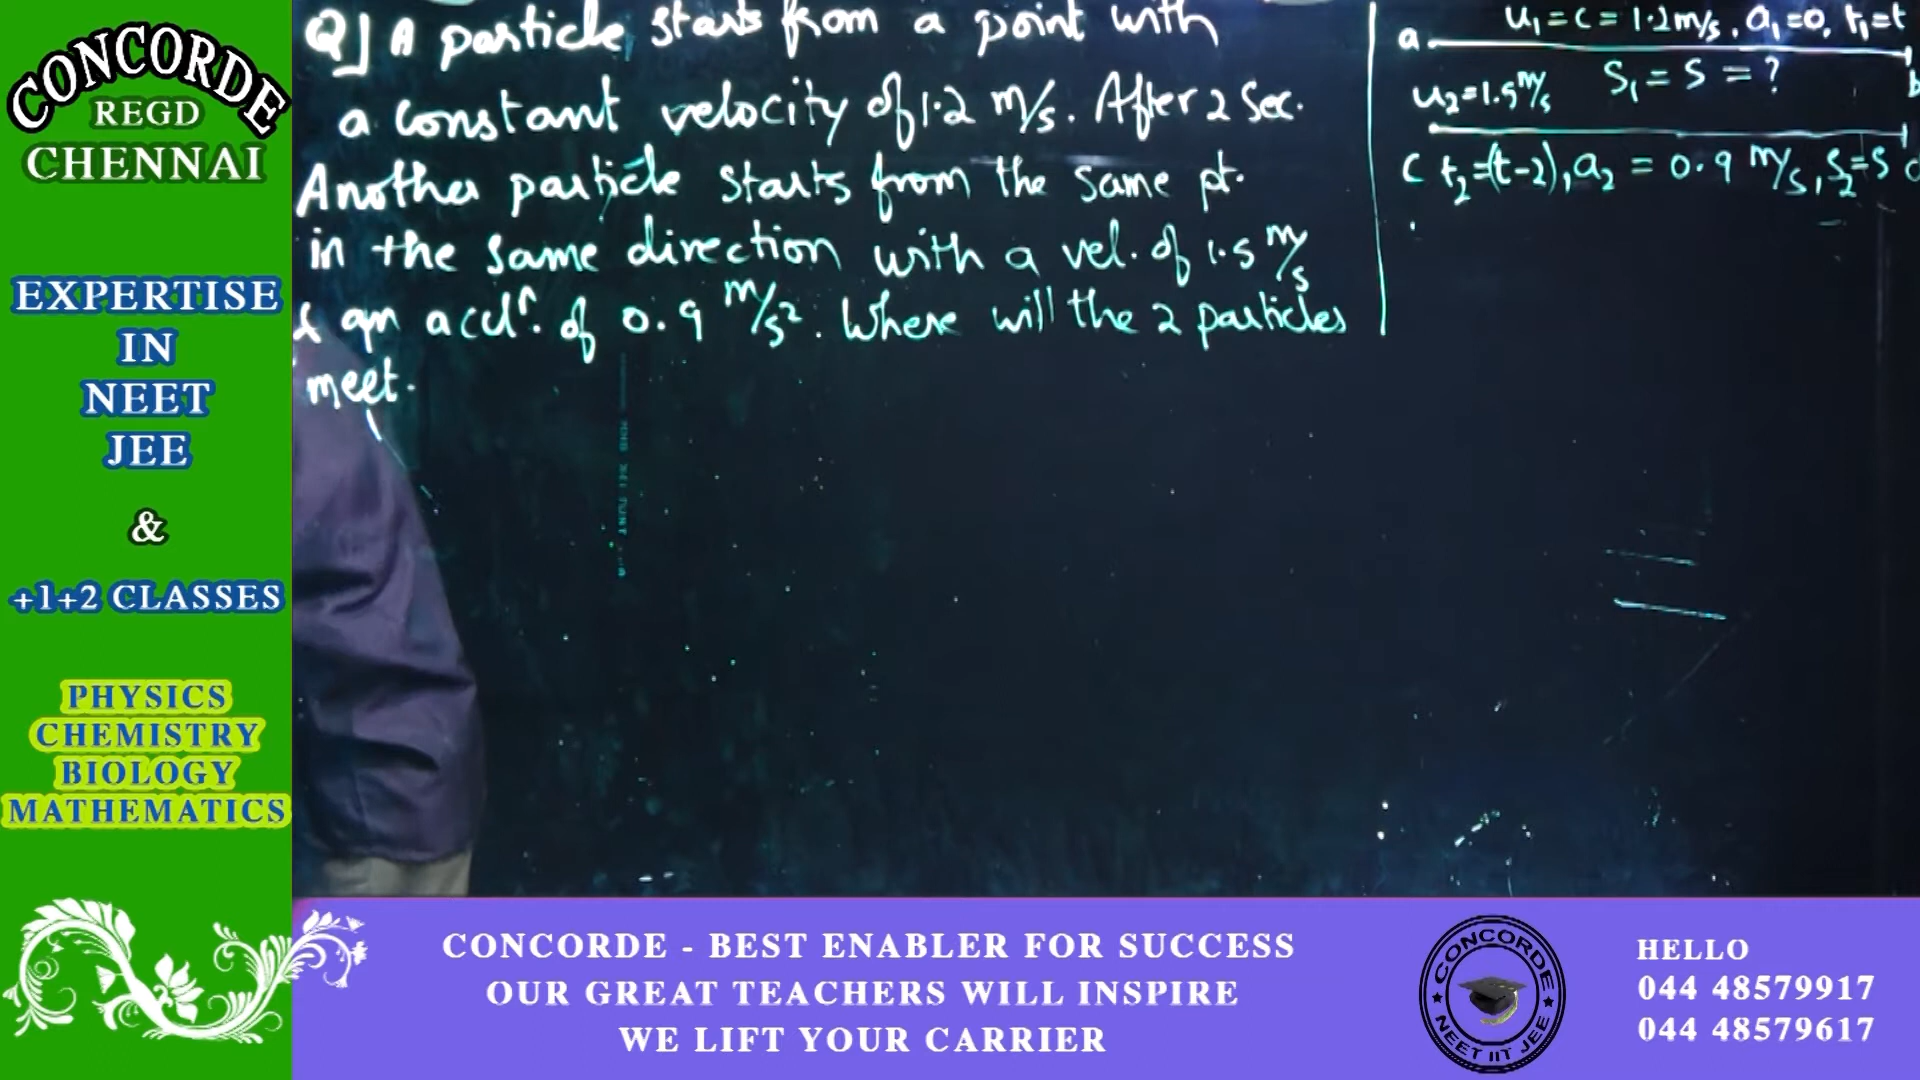 CONCORDE
REGD
CHENNAI
EXPERTISE
IN
NEET
JEE
&
+1+2 CLASSES
PHYSICS
CHEMISTRY
BIOLOGY
MATHEMATICS
Q] A particle starts from a point with
a constant velocity of 1.2 m/s. After 2 sec.
Another particle starts from the same pt.
in the same direction with a vel. of 1.5 m/s
& an accln. of 0.9 m/s². Where will the 2 particles
meet.
u₁ = c = 1.2 m/s, a₁ = 0, t₁ = t
a b
S₁ = S = ?
u₂ = 1.5 m/s
c t₂ = (t-2), a₂ = 0.9 m/s, S₂ = S d
CONCORDE - BEST ENABLER FOR SUCCESS
OUR GREAT TEACHERS WILL INSPIRE
WE LIFT YOUR CARRIER
CONCORDE
NEET IIT JEE
HELLO
044 48579917
044 48579617